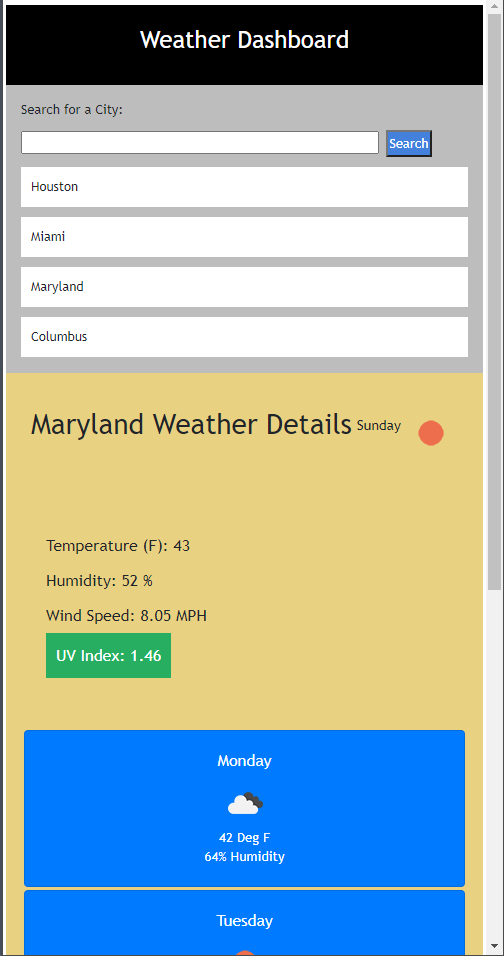 Weather Dashboard
Search for a City:
Search
Houston
Miami
Maryland
Columbus
Maryland Weather Details Sunday
Temperature (F): 43
Humidity: 52 %
Wind Speed: 8.05 MPH
UV Index: 1.46
Monday
42 Deg F
64% Humidity
Tuesday